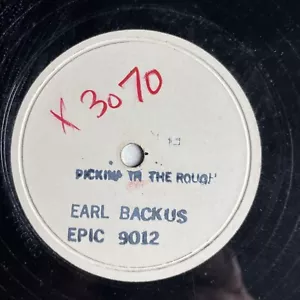 X 3070
PICKIN' IN THE ROUGH
EARL BACKUS
EPIC 9012